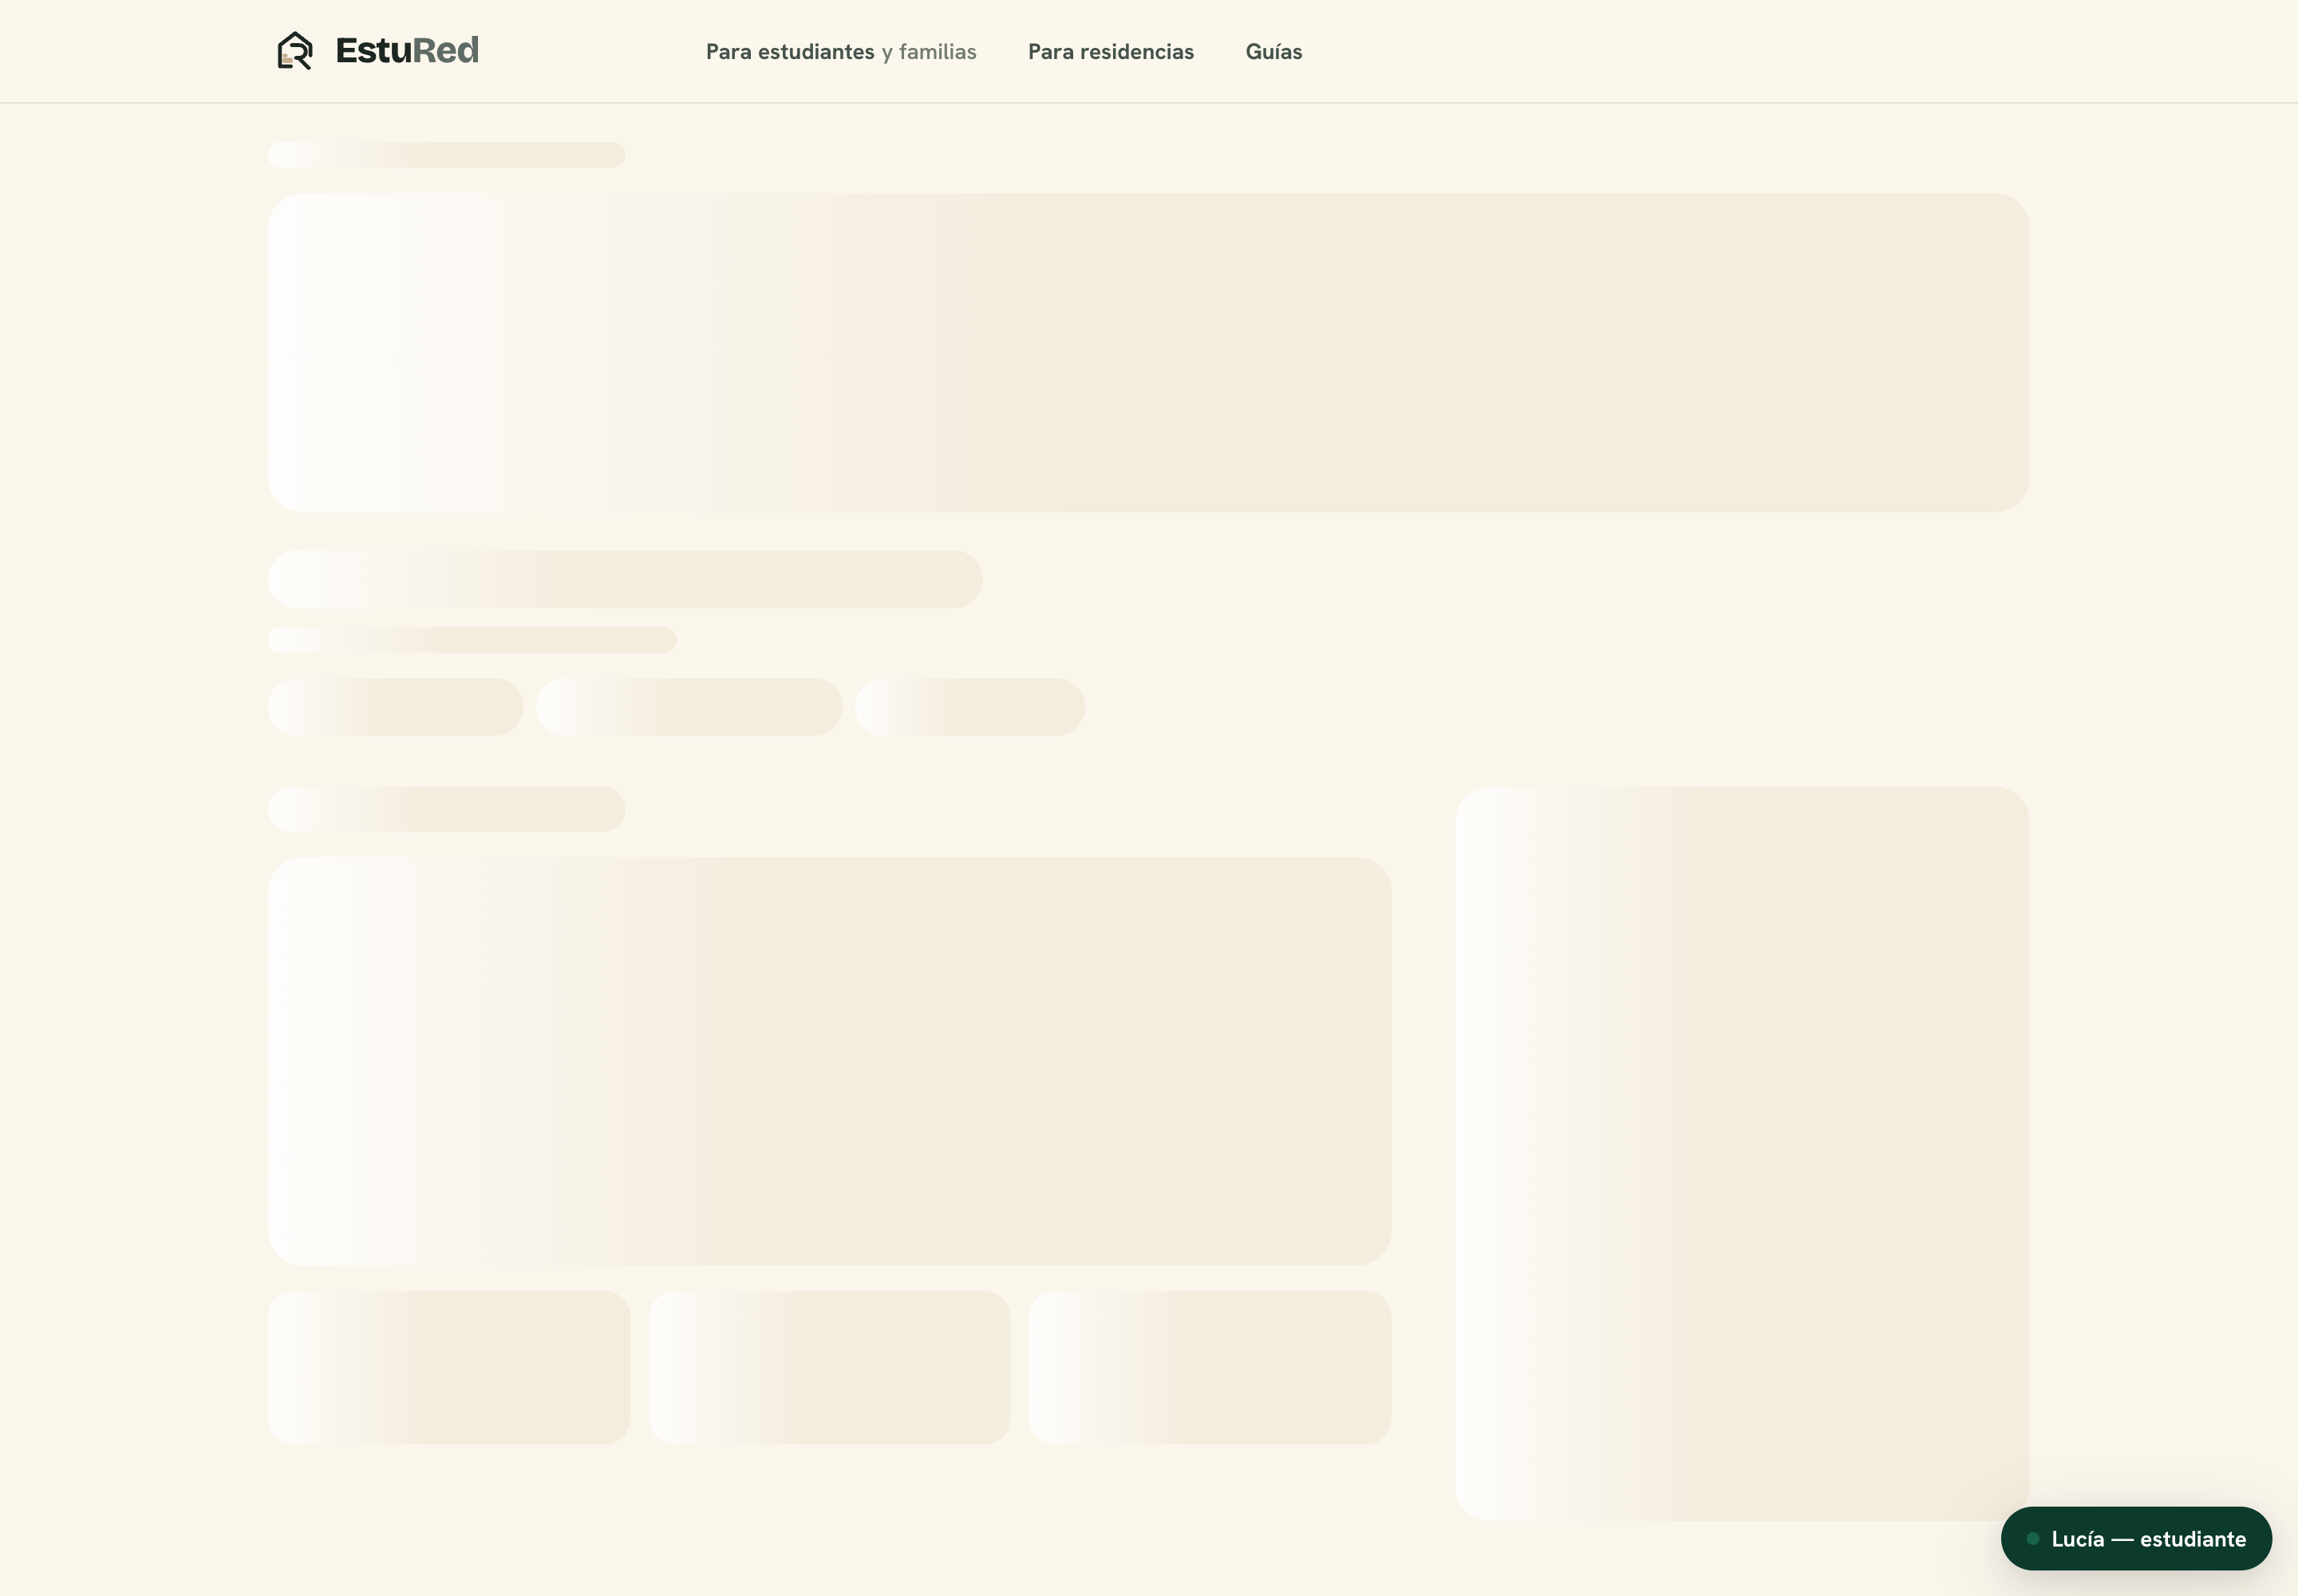 EstuRed
Para estudiantes y familias
Para residencias
Guías
Lucía — estudiante